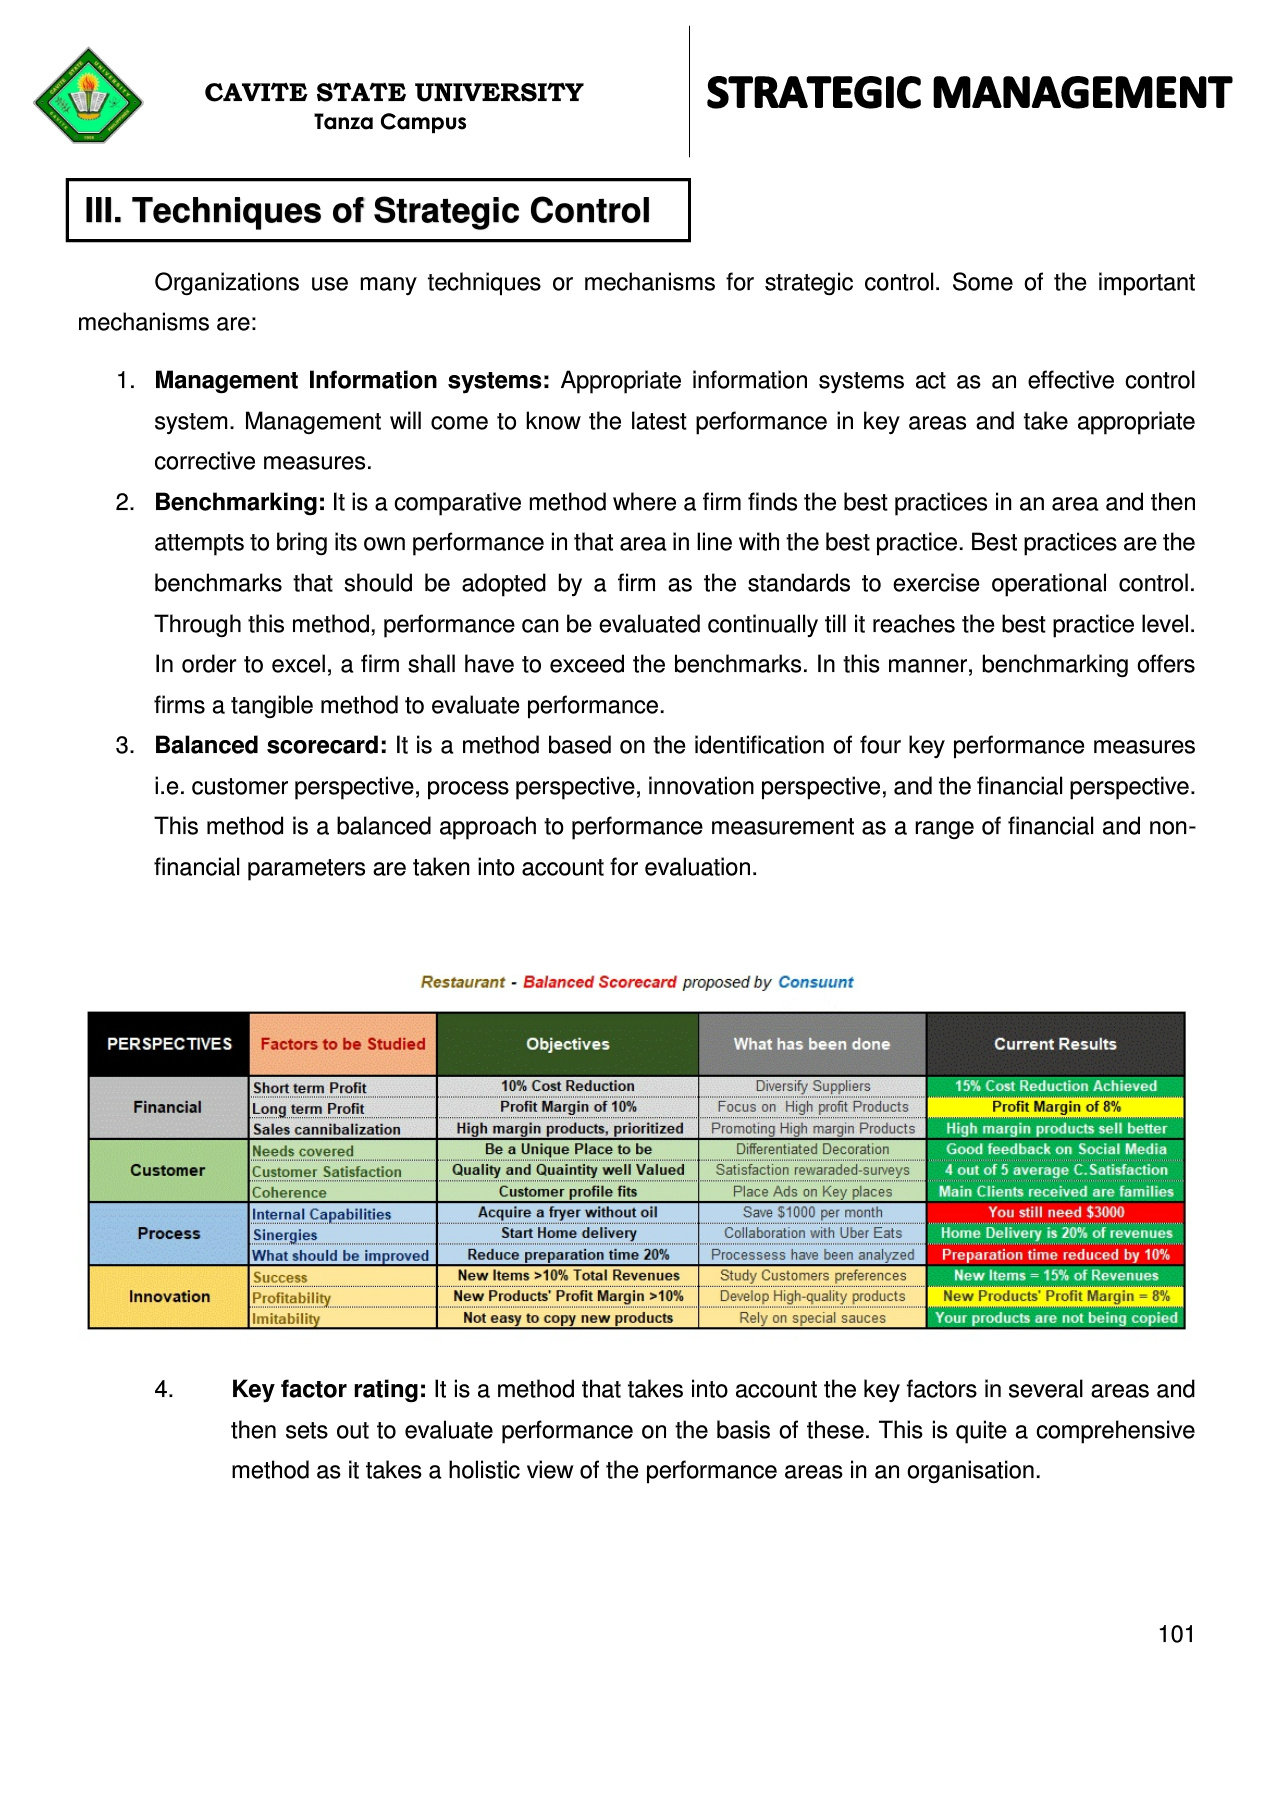 CAVITE STATE UNIVERSITY
Tanza Campus
STRATEGIC MANAGEMENT
III. Techniques of Strategic Control
Organizations use many techniques or mechanisms for strategic control. Some of the important
mechanisms are:
1. Management Information systems: Appropriate information systems act as an effective control
system. Management will come to know the latest performance in key areas and take appropriate
corrective measures.
2. Benchmarking: It is a comparative method where a firm finds the best practices in an area and then
attempts to bring its own performance in that area in line with the best practice. Best practices are the
benchmarks that should be adopted by a firm as the standards to exercise operational control.
Through this method, performance can be evaluated continually till it reaches the best practice level.
In order to excel, a firm shall have to exceed the benchmarks. In this manner, benchmarking offers
firms a tangible method to evaluate performance.
3. Balanced scorecard: It is a method based on the identification of four key performance measures
i.e. customer perspective, process perspective, innovation perspective, and the financial perspective.
This method is a balanced approach to performance measurement as a range of financial and non-
financial parameters are taken into account for evaluation.
Restaurant - Balanced Scorecard proposed by Consuunt
PERSPECTIVES Factors to be Studied Objectives What has been done Current Results
Financial
Short term Profit 10% Cost Reduction Diversify Suppliers 15% Cost Reduction Achieved
Long term Profit Profit Margin of 10% Focus on High profit Products Profit Margin of 8%
Sales cannibalization High margin products, prioritized Promoting High margin Products High margin products sell better
Customer
Needs covered Be a Unique Place to be Differentiated Decoration Good feedback on Social Media
Customer Satisfaction Quality and Quaintity well Valued Satisfaction rewaraded-surveys 4 out of 5 average C.Satisfaction
Coherence Customer profile fits Place Ads on Key places Main Clients received are families
Process
Internal Capabilities Acquire a fryer without oil Save $1000 per month You still need $3000
Sinergies Start Home delivery Collaboration with Uber Eats Home Delivery is 20% of revenues
What should be improved Reduce preparation time 20% Processess have been analyzed Preparation time reduced by 10%
Innovation
Success New Items >10% Total Revenues Study Customers preferences New Items = 15% of Revenues
Profitability New Products' Profit Margin >10% Develop High-quality products New Products' Profit Margin = 8%
Imitability Not easy to copy new products Rely on special sauces Your products are not being copied
4. Key factor rating: It is a method that takes into account the key factors in several areas and
then sets out to evaluate performance on the basis of these. This is quite a comprehensive
method as it takes a holistic view of the performance areas in an organisation.
101